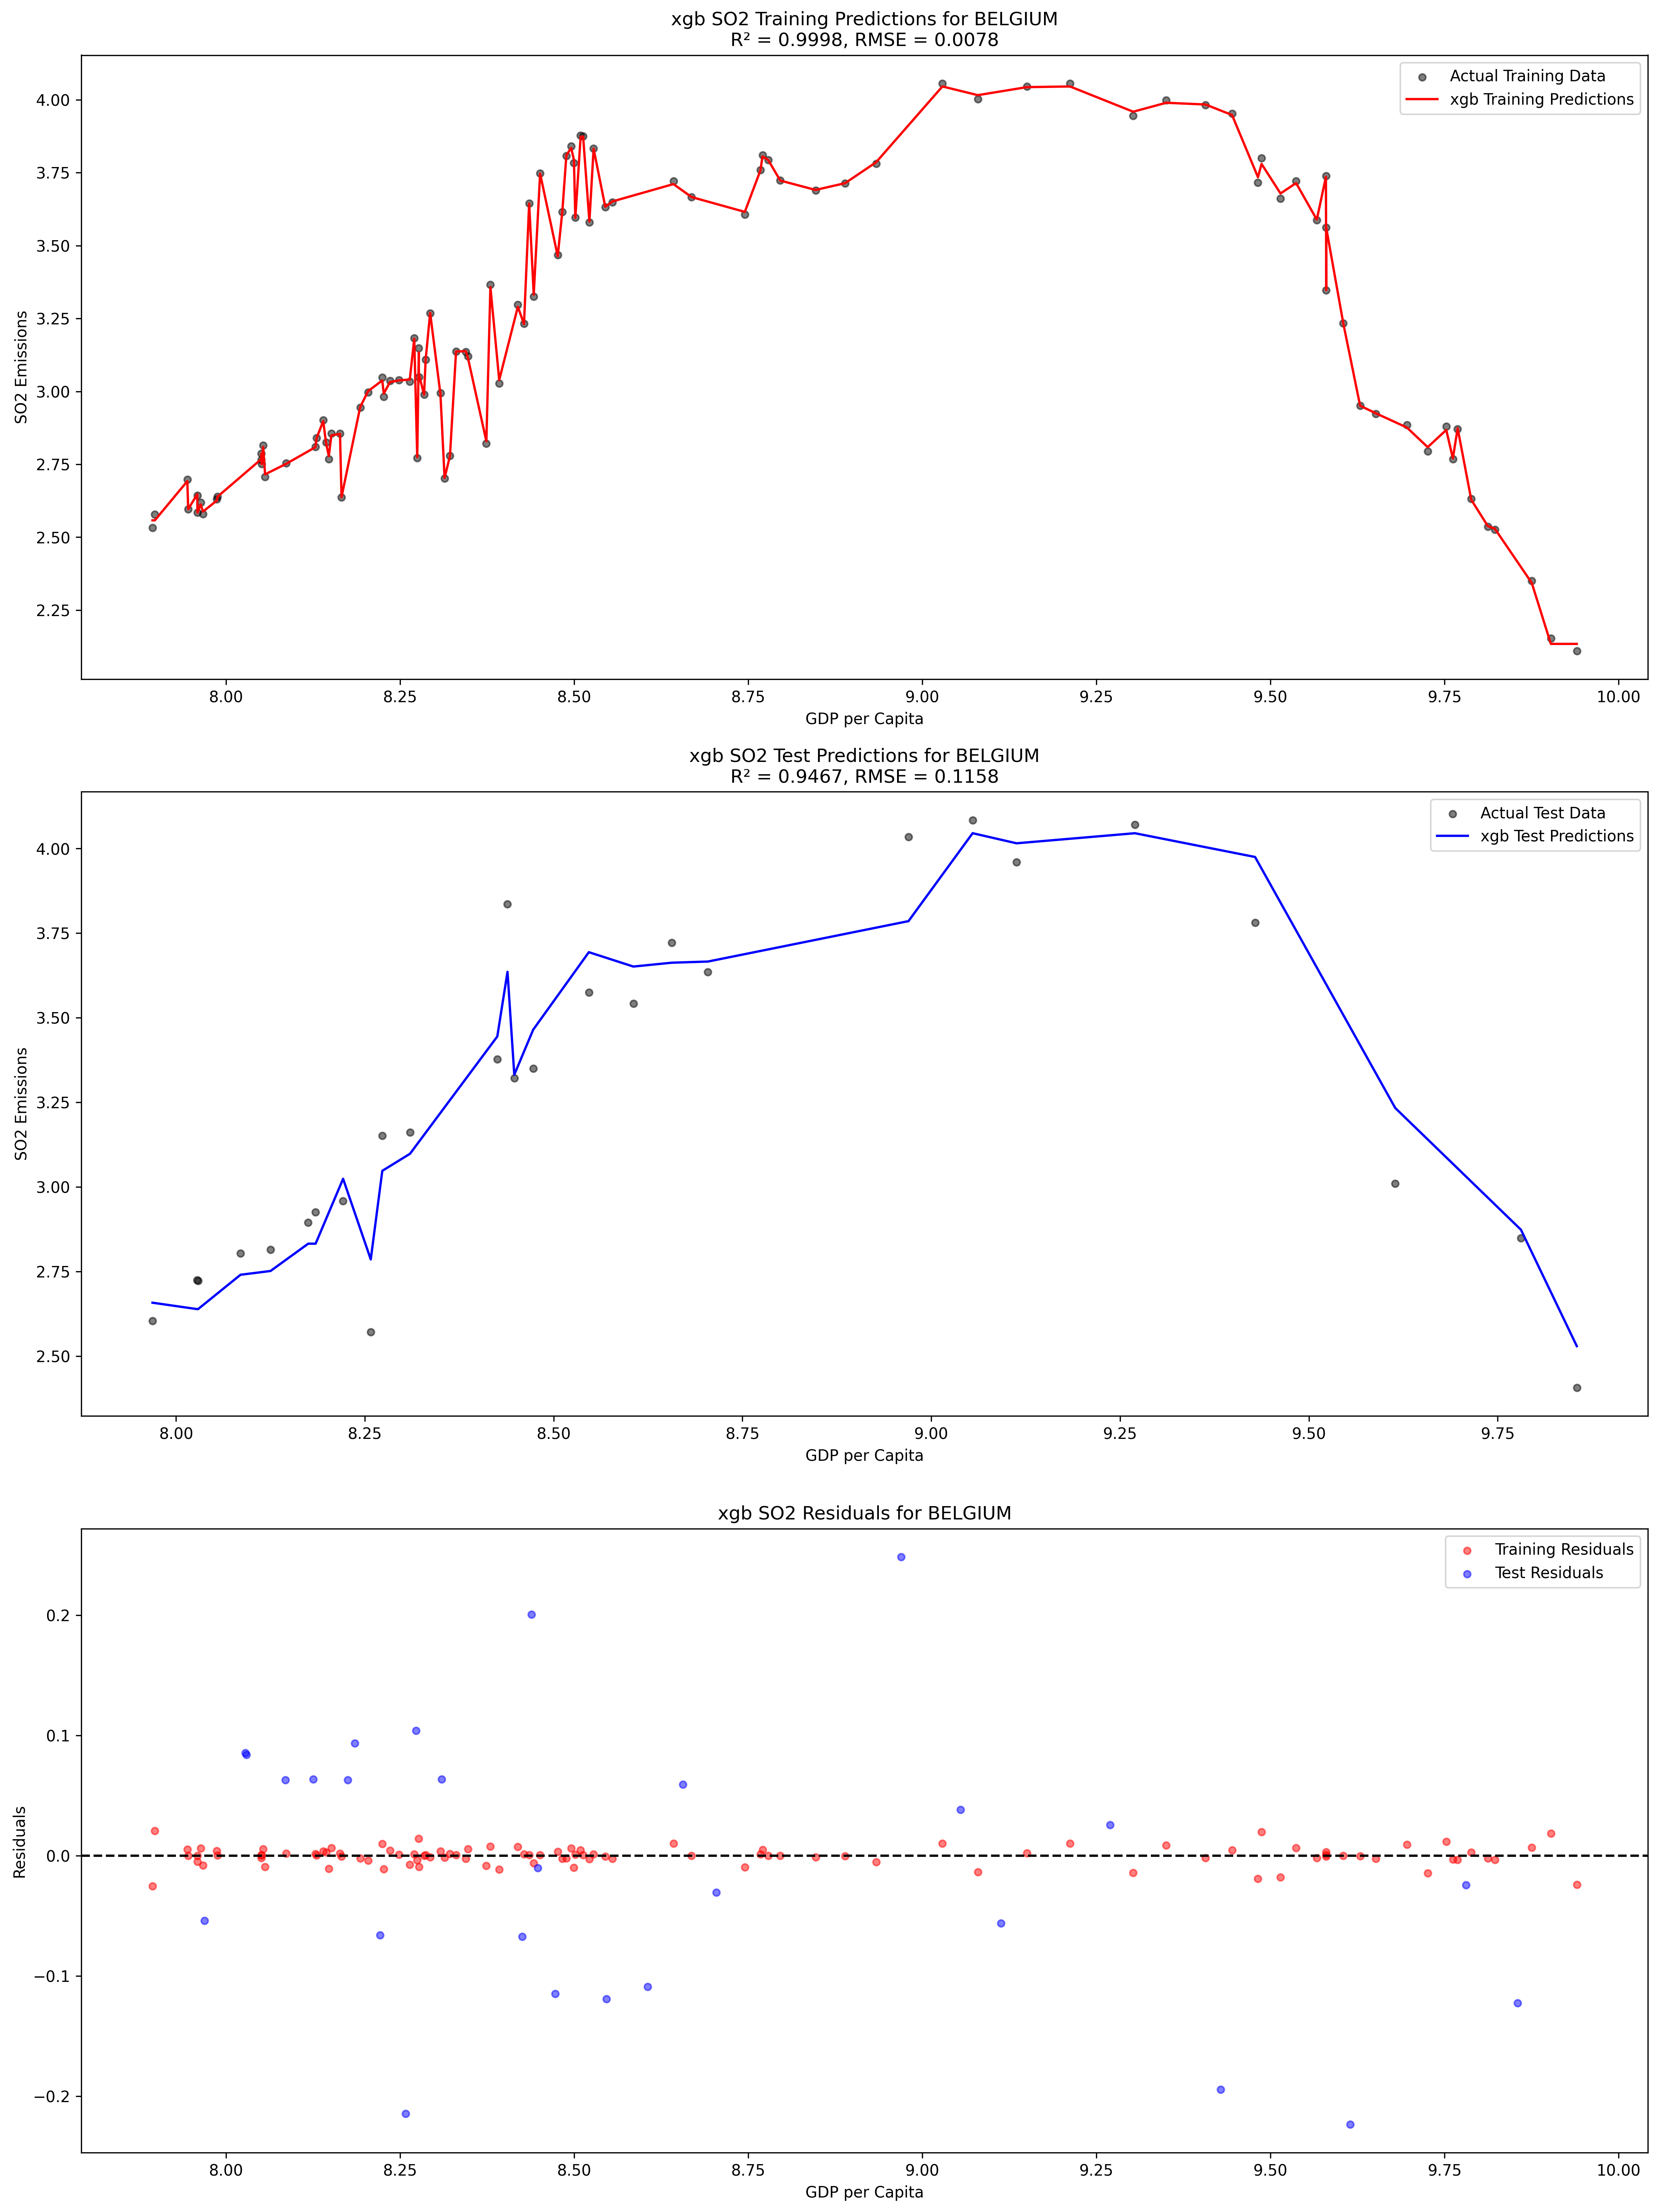 xgb SO2 Training Predictions for BELGIUM
R² = 0.9998, RMSE = 0.0078
Actual Training Data
xgb Training Predictions
SO2 Emissions
4.00
3.75
3.50
3.25
3.00
2.75
2.50
2.25
8.00 8.25 8.50 8.75 9.00 9.25 9.50 9.75 10.00
GDP per Capita
xgb SO2 Test Predictions for BELGIUM
R² = 0.9467, RMSE = 0.1158
Actual Test Data
xgb Test Predictions
SO2 Emissions
4.00
3.75
3.50
3.25
3.00
2.75
2.50
8.00 8.25 8.50 8.75 9.00 9.25 9.50 9.75
GDP per Capita
xgb SO2 Residuals for BELGIUM
Training Residuals
Test Residuals
Residuals
0.2
0.1
0.0
−0.1
−0.2
8.00 8.25 8.50 8.75 9.00 9.25 9.50 9.75 10.00
GDP per Capita